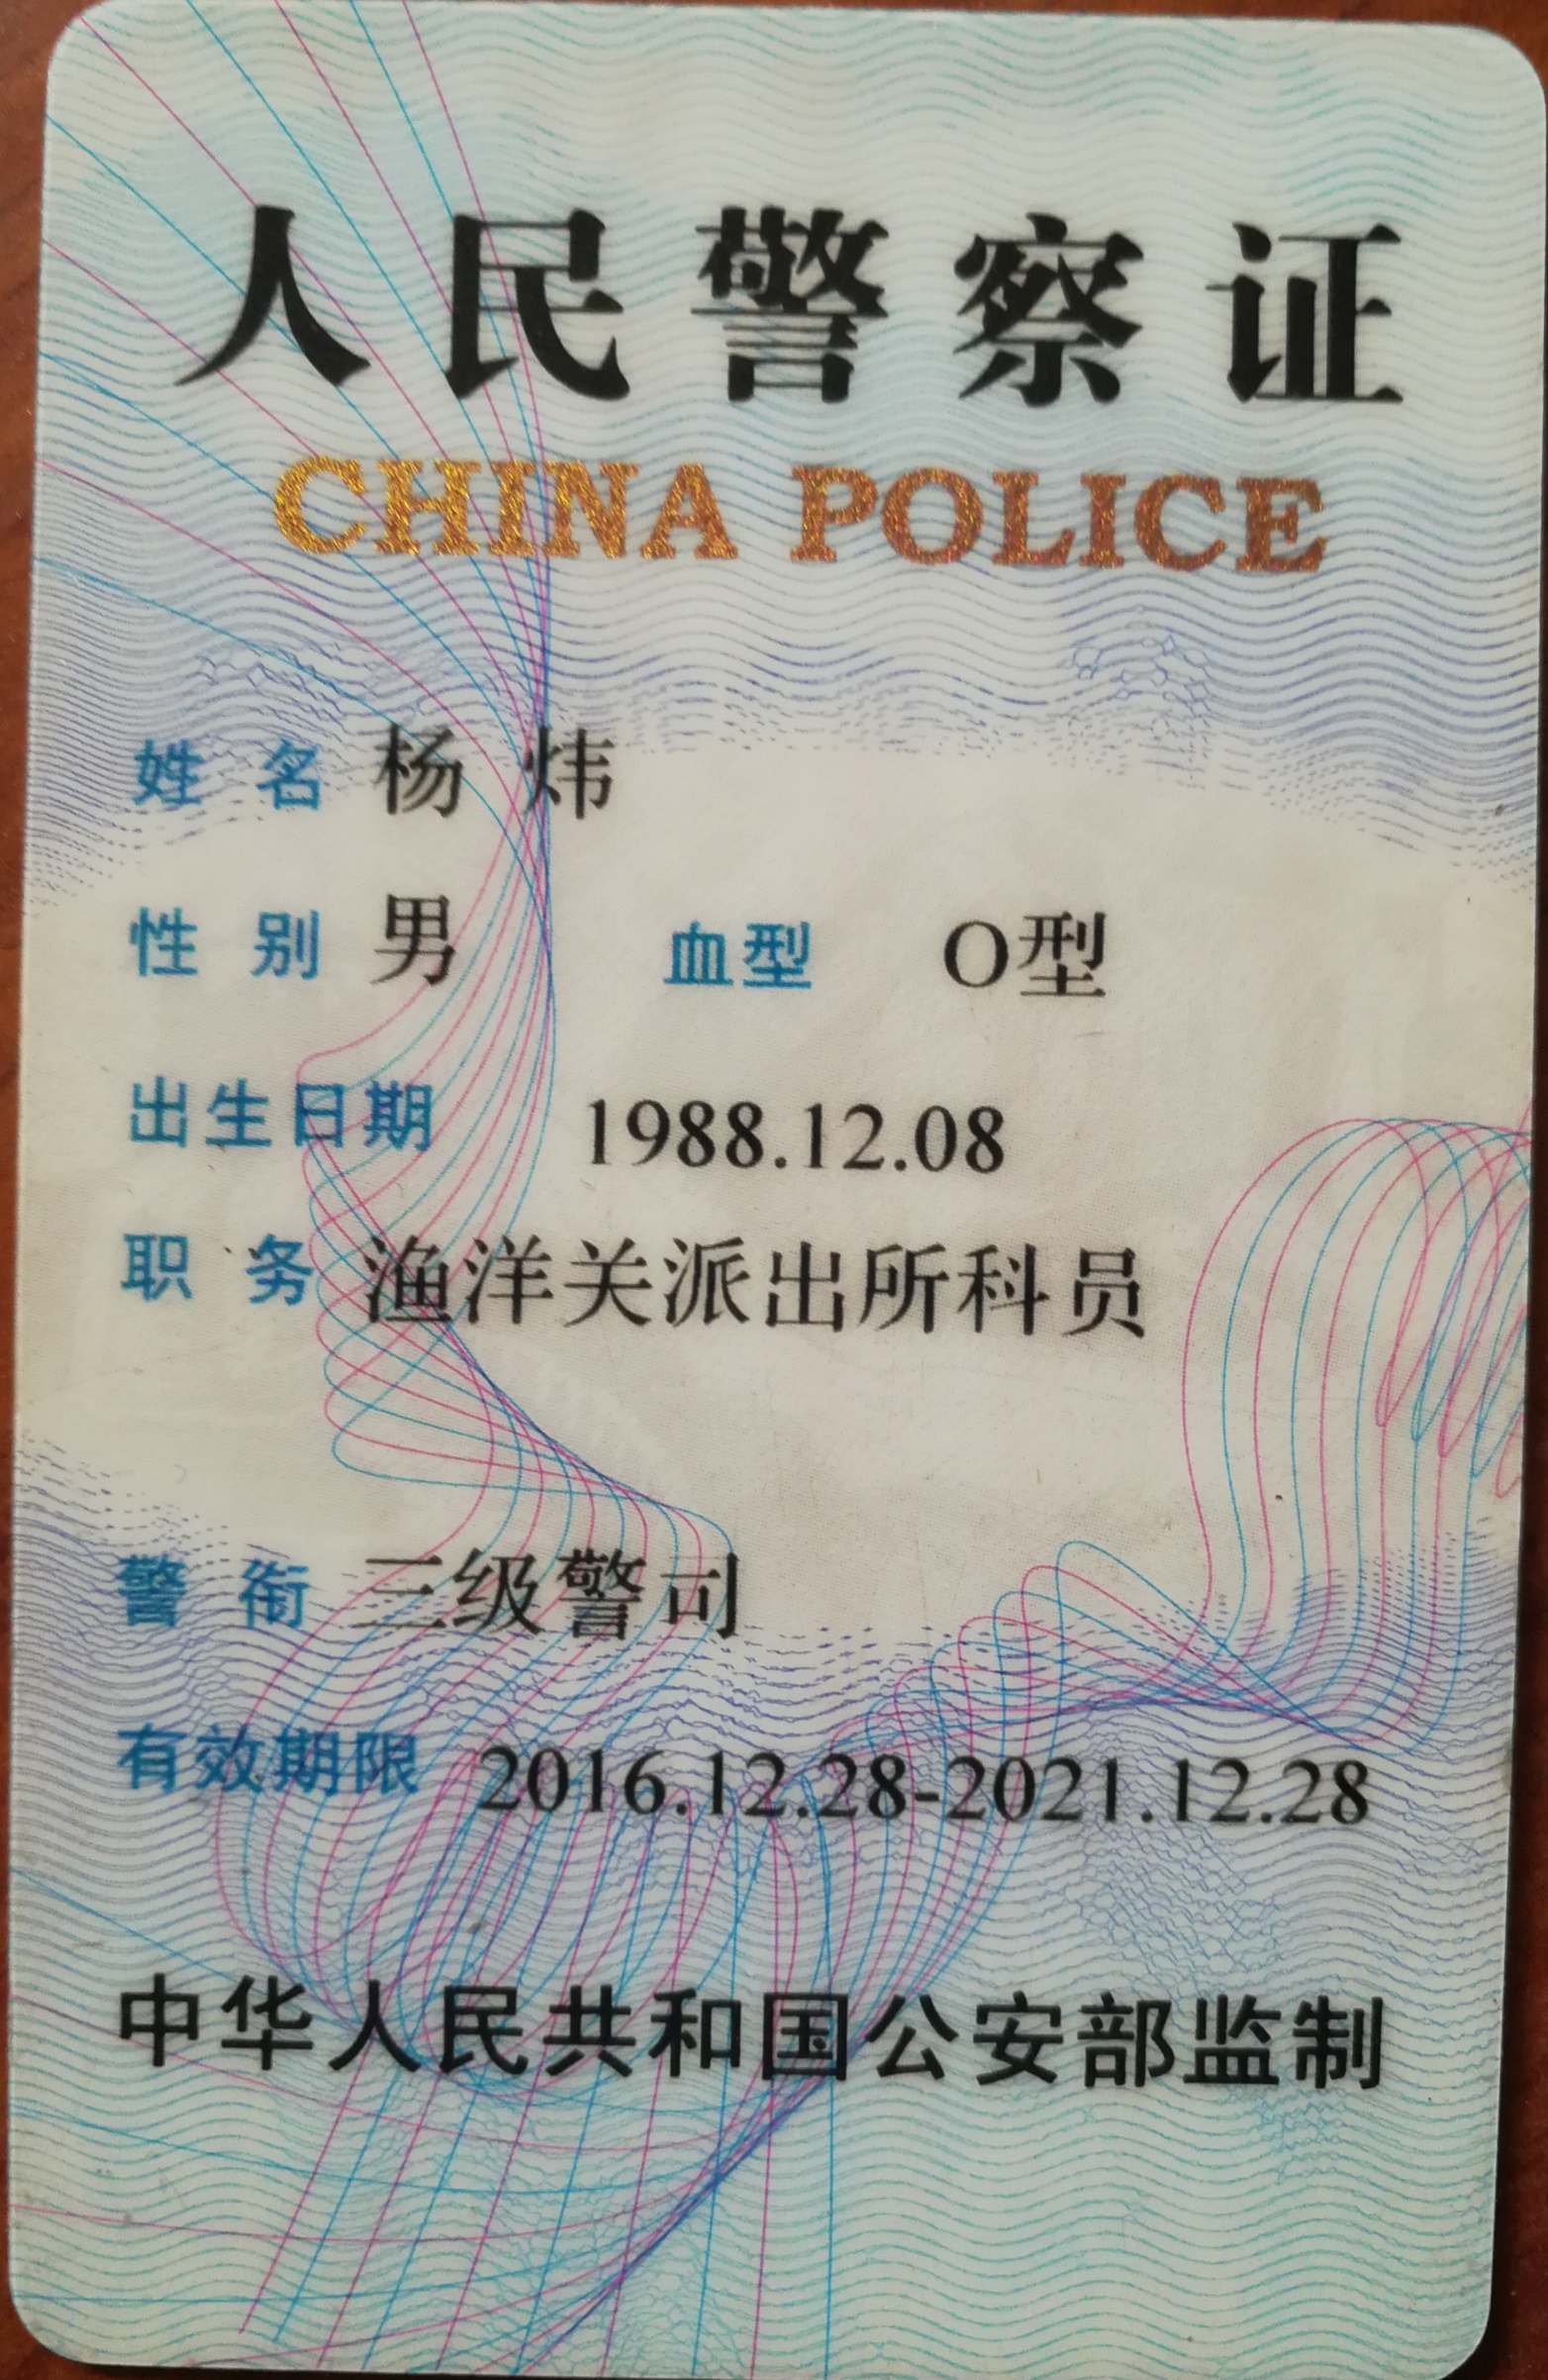 人民警察证
CHINA POLICE
姓名 杨炜
性别 男 血型 O型
出生日期 1988.12.08
职务 渔洋关派出所科员
警衔 三级警司
有效期限 2016.12.28-2021.12.28
中华人民共和国公安部监制